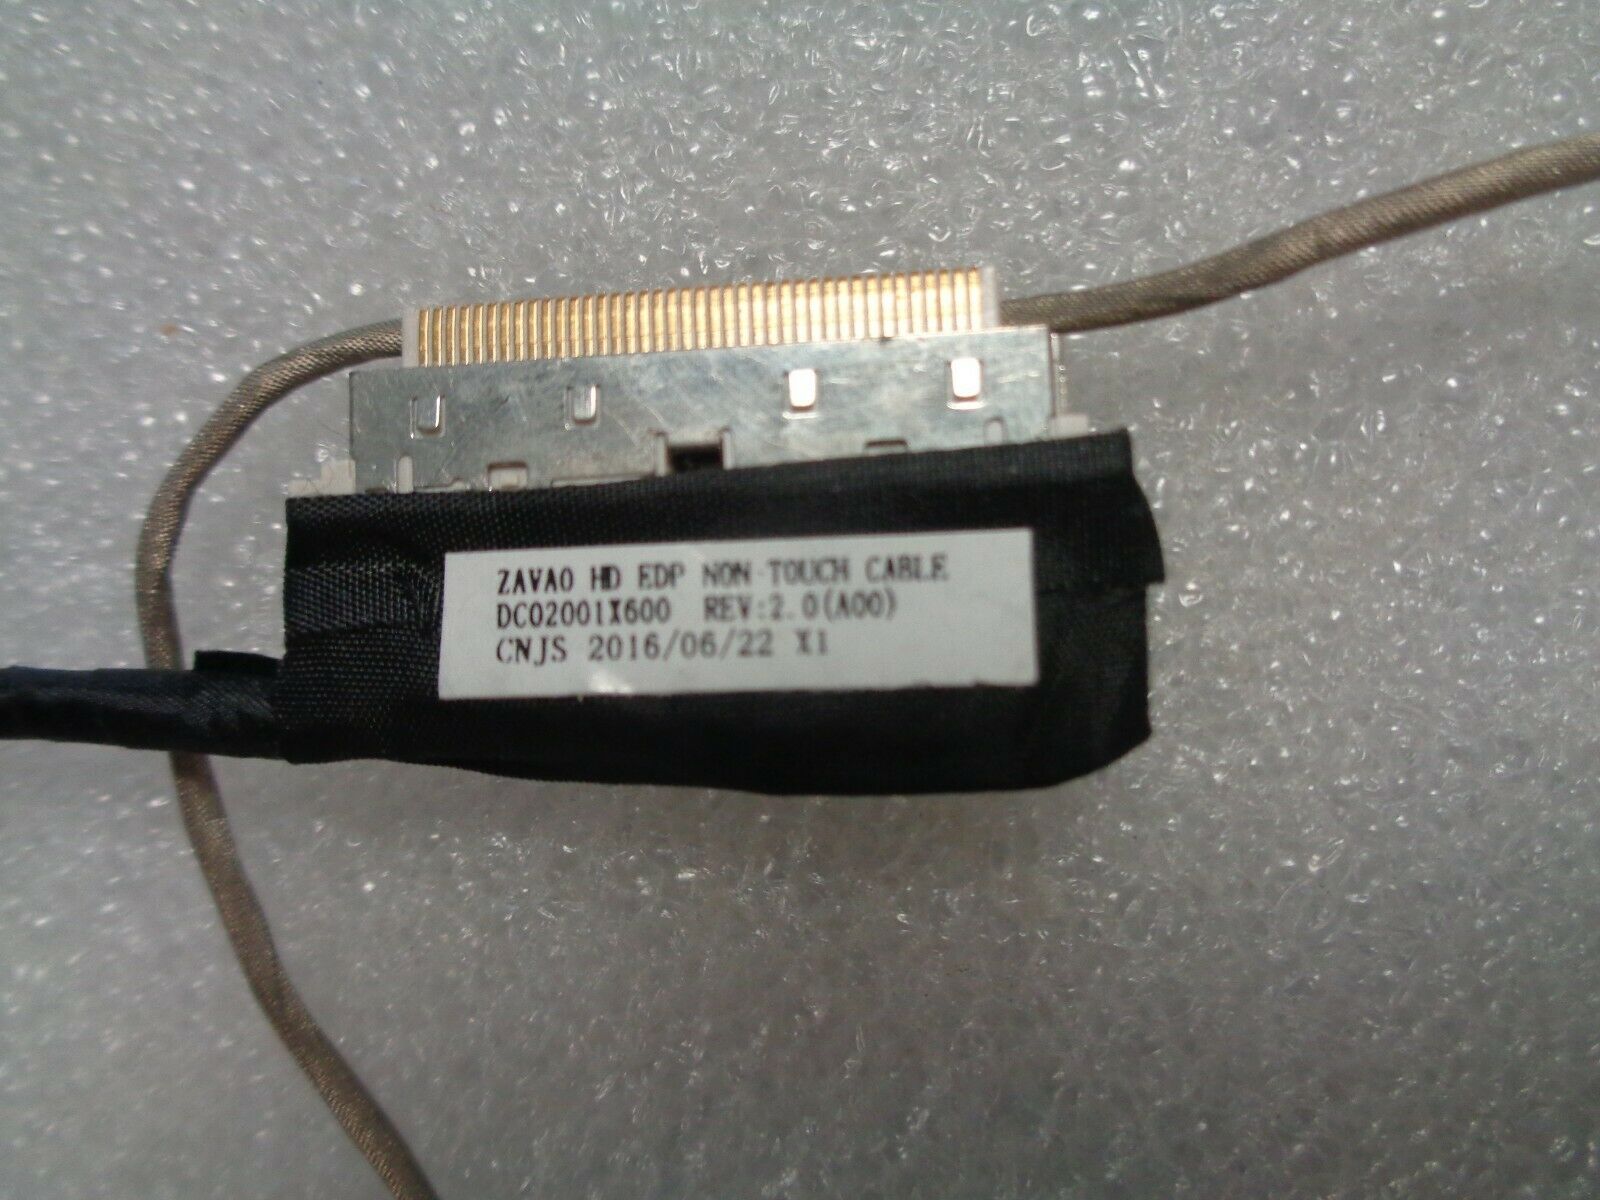 ZAVA0 HD EDP NON-TOUCH CABLE
DC02001X600 REV:2.0(A00)
CNJS 2016/06/22 X1